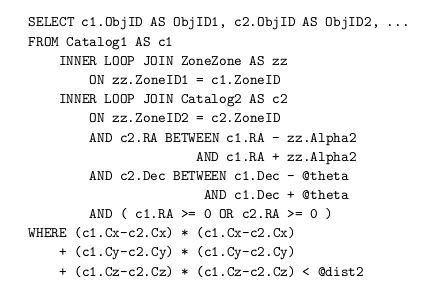 SELECT c1.ObjID AS ObjID1, c2.ObjID AS ObjID2, ...
FROM Catalog1 AS c1
INNER LOOP JOIN ZoneZone AS zz
ON zz.ZoneID1 = c1.ZoneID
INNER LOOP JOIN Catalog2 AS c2
ON zz.ZoneID2 = c2.ZoneID
AND c2.RA BETWEEN c1.RA - zz.Alpha2
AND c1.RA + zz.Alpha2
AND c2.Dec BETWEEN c1.Dec - @theta
AND c1.Dec + @theta
AND ( c1.RA >= 0 OR c2.RA >= 0 )
WHERE (c1.Cx-c2.Cx) * (c1.Cx-c2.Cx)
+ (c1.Cy-c2.Cy) * (c1.Cy-c2.Cy)
+ (c1.Cz-c2.Cz) * (c1.Cz-c2.Cz) < @dist2